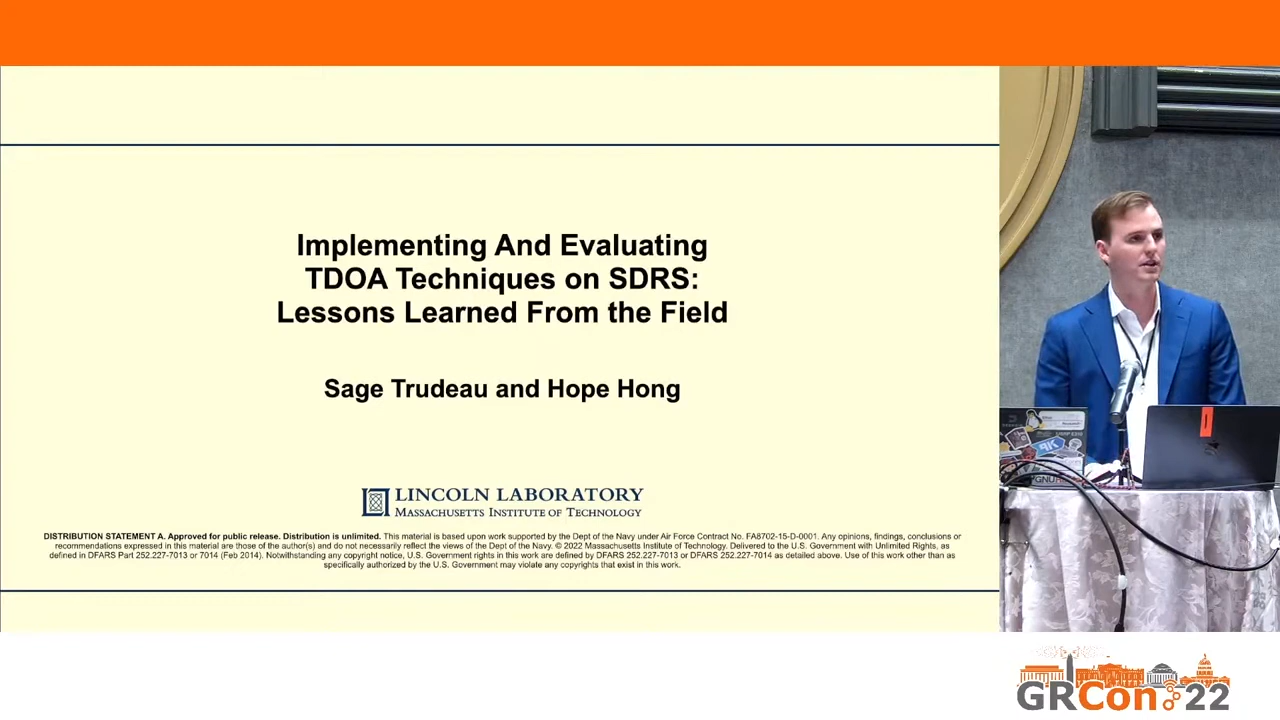 Implementing And Evaluating
TDOA Techniques on SDRS:
Lessons Learned From the Field
Sage Trudeau and Hope Hong
LINCOLN LABORATORY
MASSACHUSETTS INSTITUTE OF TECHNOLOGY
DISTRIBUTION STATEMENT A. Approved for public release. Distribution is unlimited. This material is based upon work supported by the Dept of the Navy under Air Force Contract No. FA8702-15-D-0001. Any opinions, findings, conclusions or
recommendations expressed in this material are those of the author(s) and do not necessarily reflect the views of the Dept of the Navy. © 2022 Massachusetts Institute of Technology. Delivered to the U.S. Government with Unlimited Rights, as
defined in DFARS Part 252.227-7013 or 7014 (Feb 2014). Notwithstanding any copyright notice, U.S. Government rights in this work are defined by DFARS 252.227-7013 or DFARS 252.227-7014 as detailed above. Use of this work other than as
specifically authorized by the U.S. Government may violate any copyrights that exist in this work.
GRCon 22